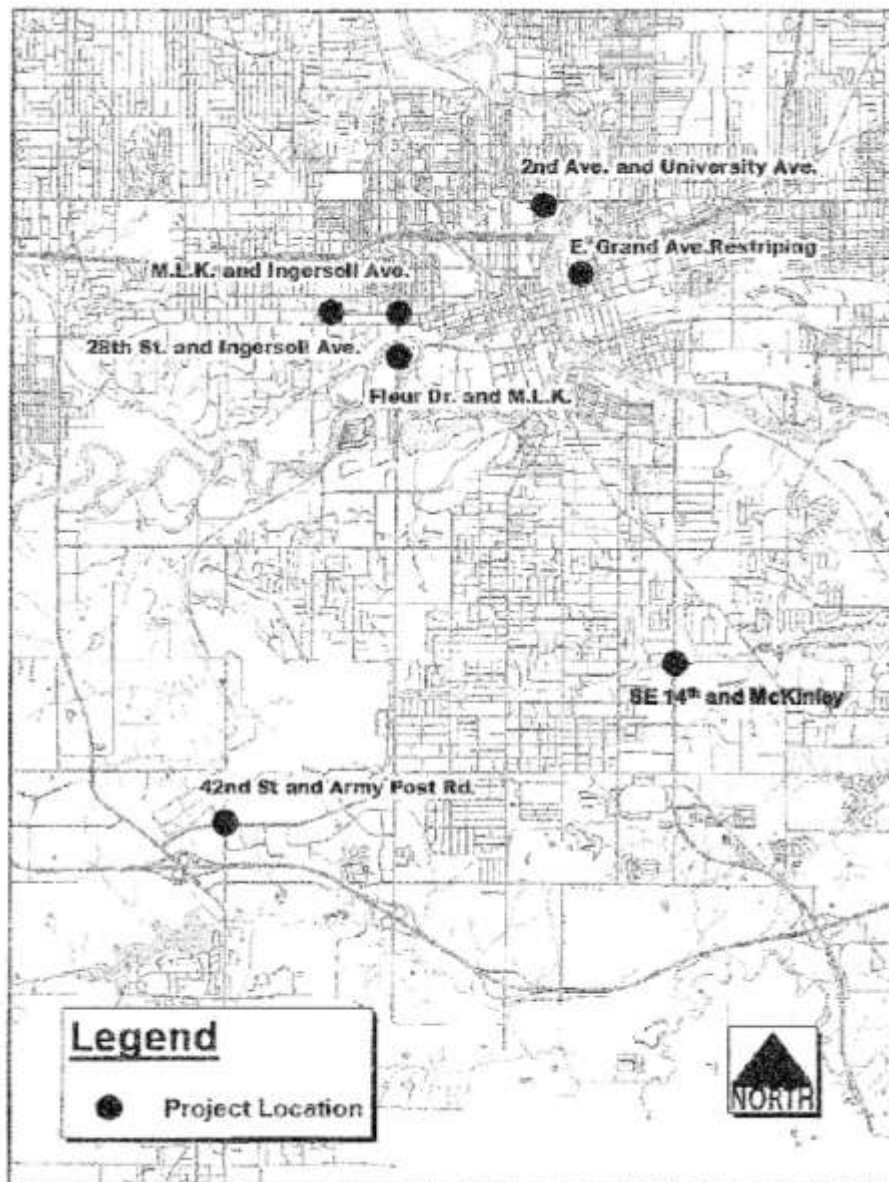 2nd Ave. and University Ave.
E. Grand Ave.Restriping
M.L.K. and Ingersoll Ave.
28th St. and Ingersoll Ave.
Fleur Dr. and M.L.K.
SE 14th and McKinley
42nd St and Army Post Rd.
Legend
Project Location
NORTH